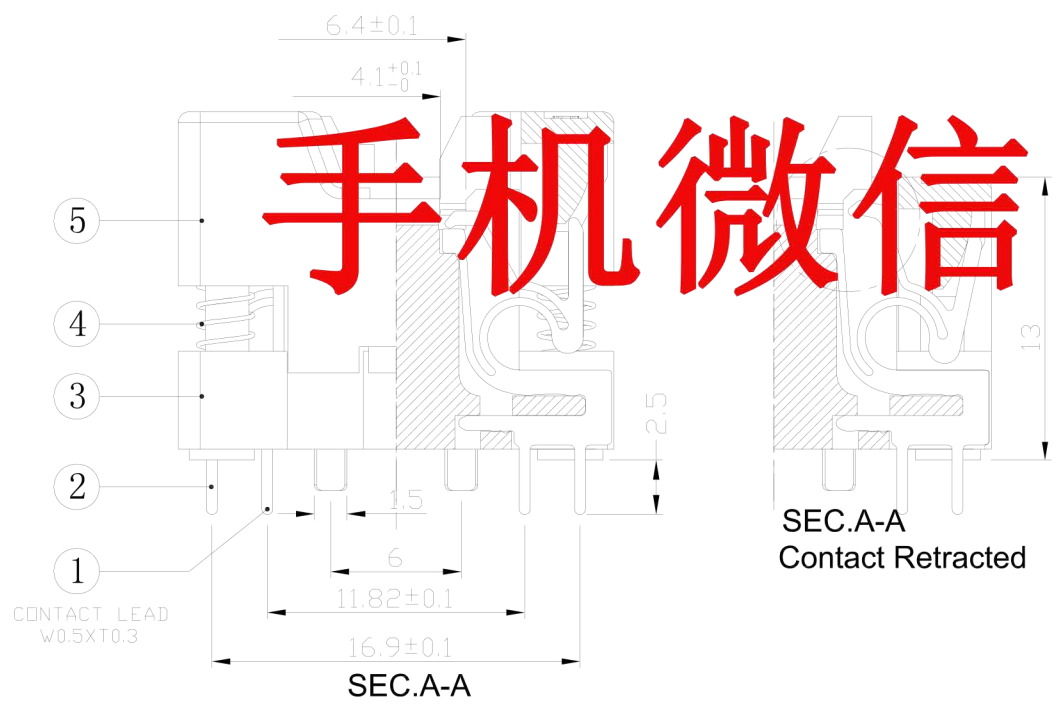 6.4±0.1
4.1+0.1 -0
手机微信
5
4
3
2
1
13
2.5
1.5
SEC.A-A
Contact Retracted
6
CONTACT LEAD
W0.5XT0.3
11.82±0.1
16.9±0.1
SEC.A-A